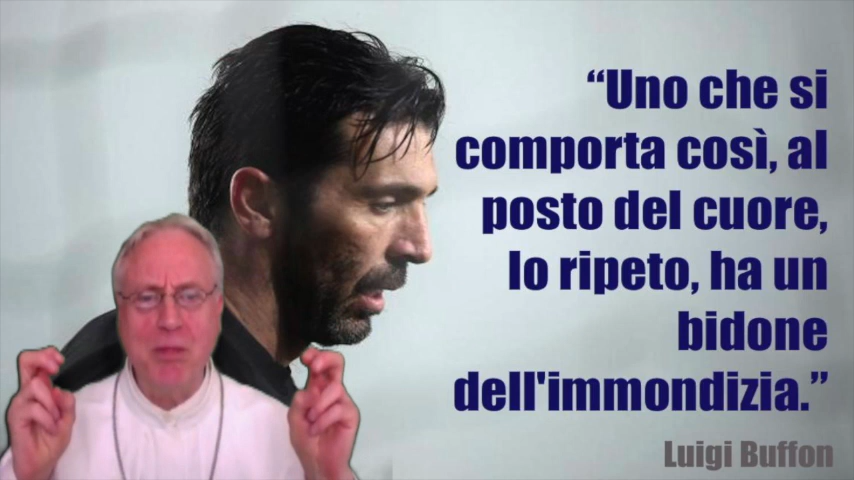 “Uno che si
comporta così, al
posto del cuore,
lo ripeto, ha un
bidone
dell'immondizia.”
Luigi Buffon